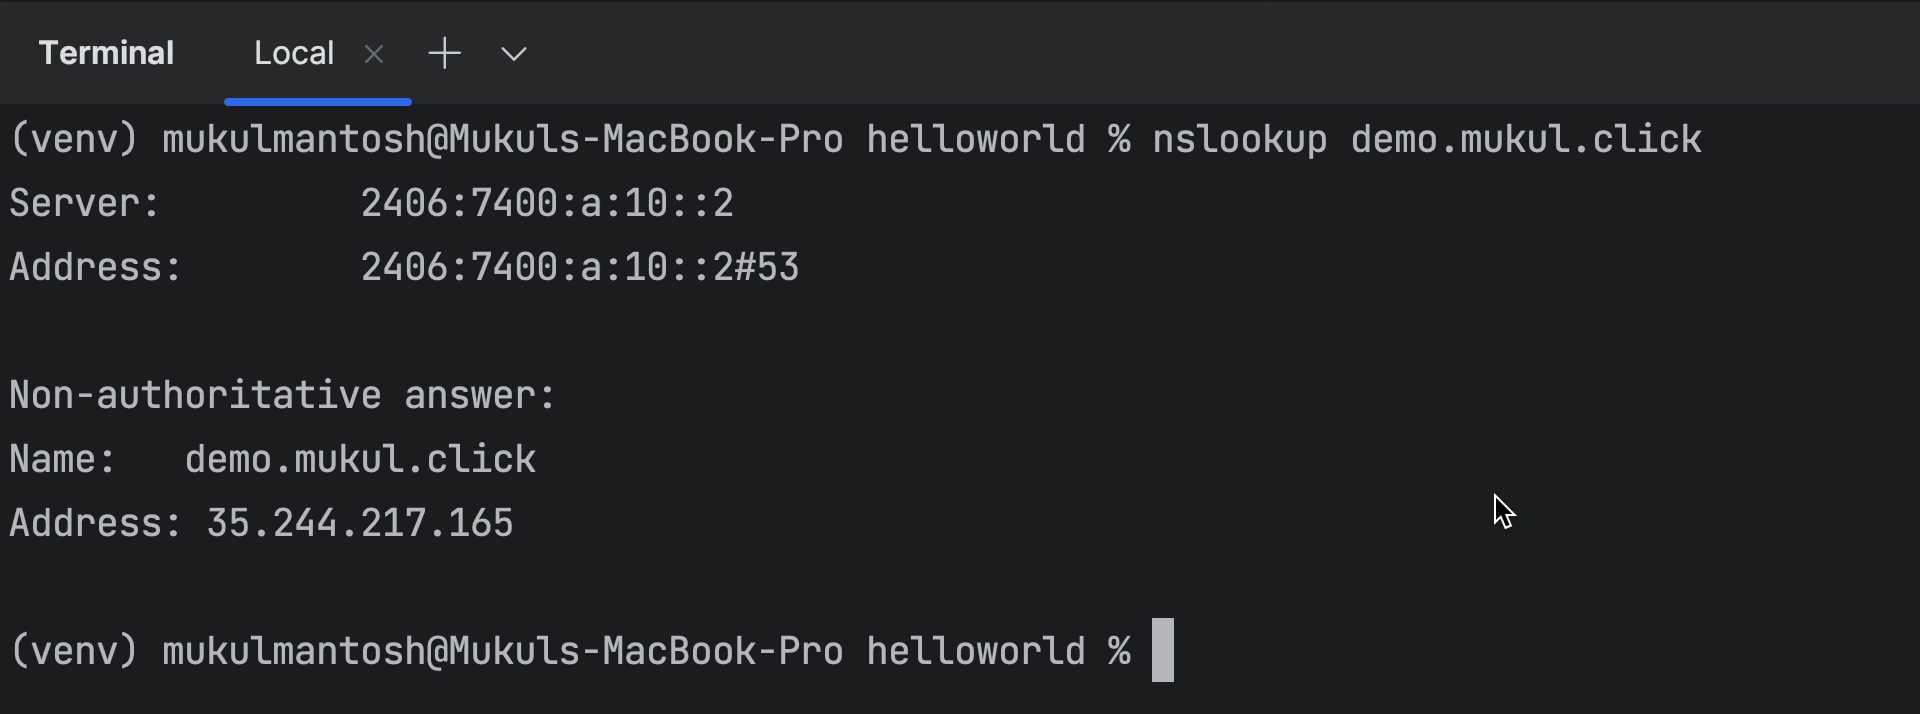 Terminal Local
(venv) mukulmantosh@Mukuls-MacBook-Pro helloworld % nslookup demo.mukul.click
Server: 2406:7400:a:10::2
Address: 2406:7400:a:10::2#53
Non-authoritative answer:
Name: demo.mukul.click
Address: 35.244.217.165
(venv) mukulmantosh@Mukuls-MacBook-Pro helloworld %